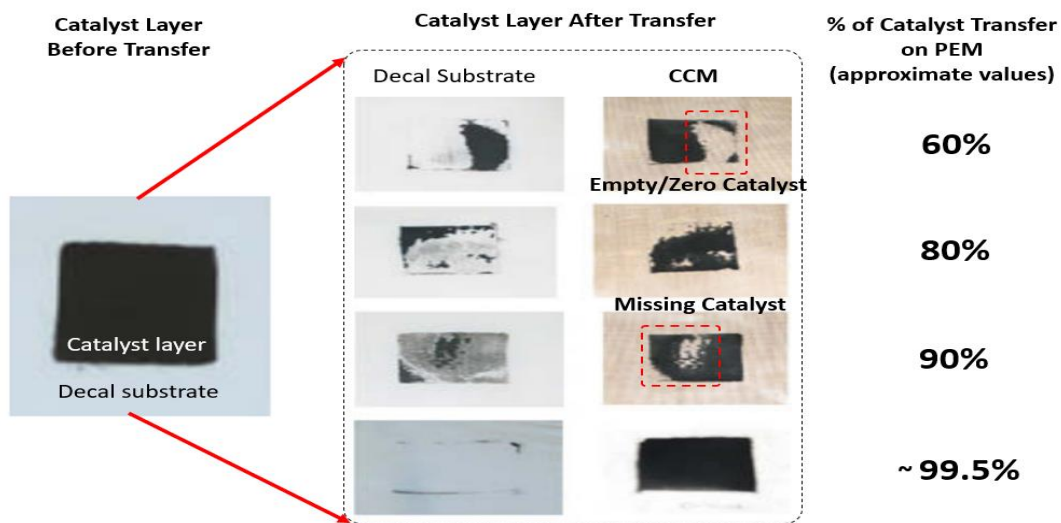 Catalyst Layer
Before Transfer
Catalyst Layer After Transfer
% of Catalyst Transfer
on PEM
(approximate values)
Decal Substrate
CCM
60%
Empty/Zero Catalyst
80%
Missing Catalyst
Catalyst layer
Decal substrate
90%
~ 99.5%